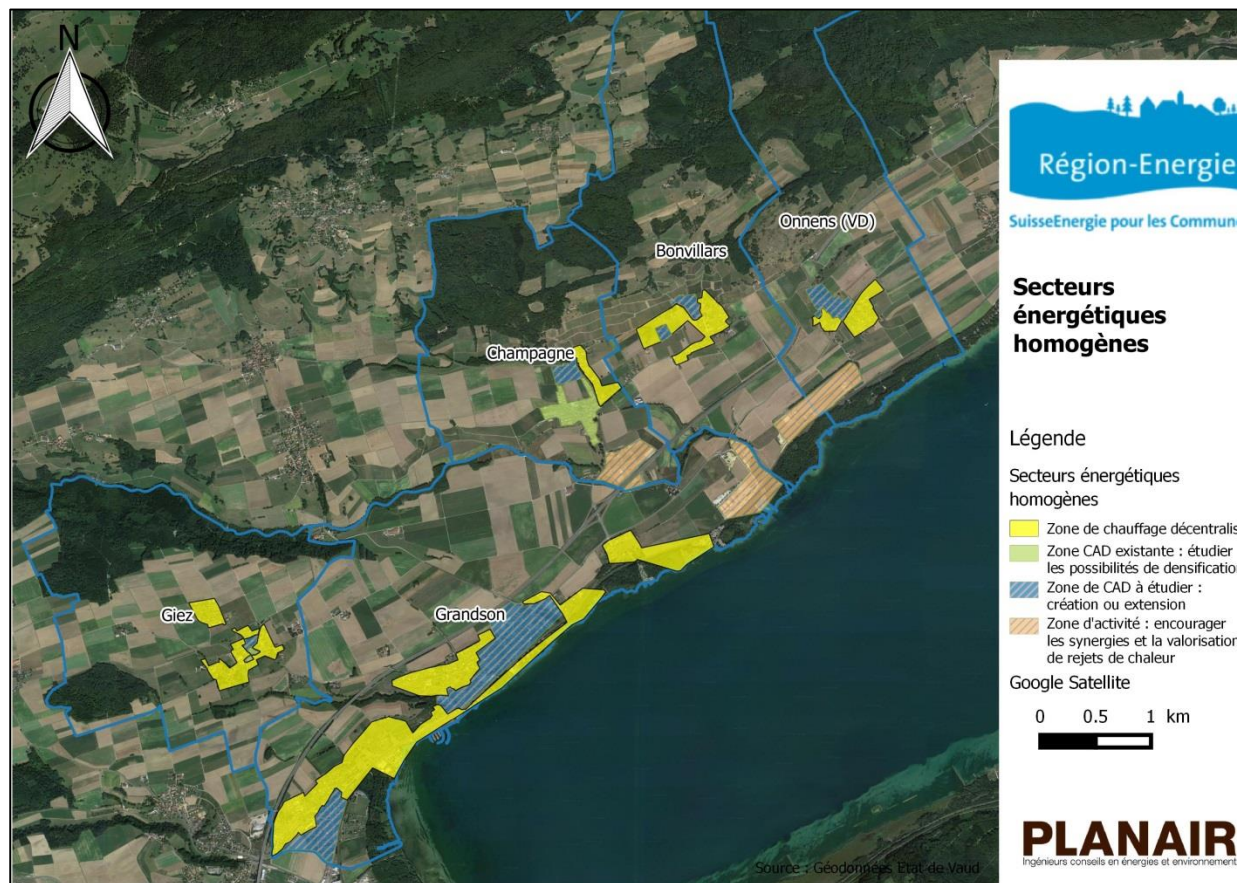 N
Onnens (VD)
Bonvillars
Champagne
Giez
Grandson
Source : Géodonnées Etat de Vaud
Région-Energie
SuisseEnergie pour les Commun
Secteurs
énergétiques
homogènes
Légende
Secteurs énergétiques
homogènes
Zone de chauffage décentralis
Zone CAD existante : étudier
les possibilités de densification
Zone de CAD à étudier :
création ou extension
Zone d'activité : encourager
les synergies et la valorisation
de rejets de chaleur
Google Satellite
0 0.5 1 km
PLANAIR
Ingénieurs conseils en énergies et environnement